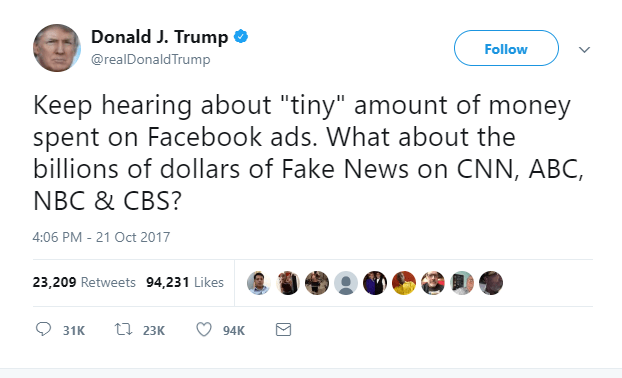 Donald J. Trump
Follow
@realDonaldTrump
Keep hearing about "tiny" amount of money
spent on Facebook ads. What about the
billions of dollars of Fake News on CNN, ABC,
NBC & CBS?
4:06 PM - 21 Oct 2017
23,209 Retweets 94,231 Likes
31K 23K 94K